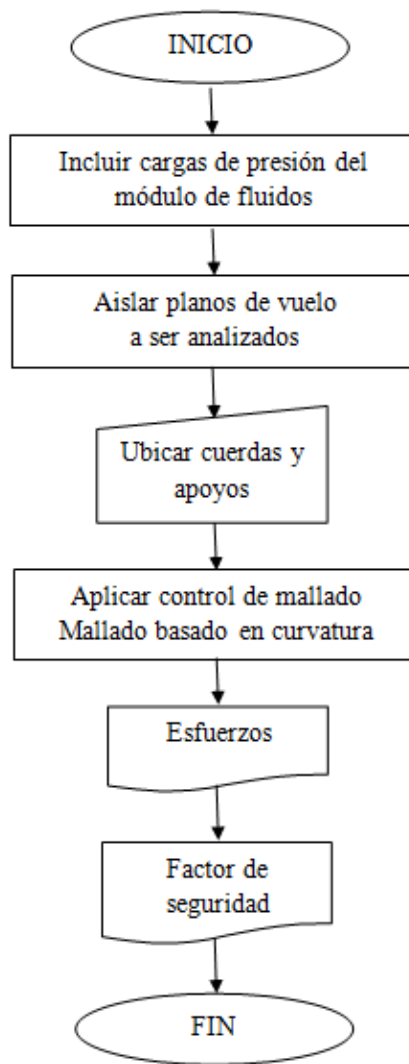 INICIO
Incluir cargas de presión del
módulo de fluidos
Aislar planos de vuelo
a ser analizados
Ubicar cuerdas y
apoyos
Aplicar control de mallado
Mallado basado en curvatura
Esfuerzos
Factor de
seguridad
FIN